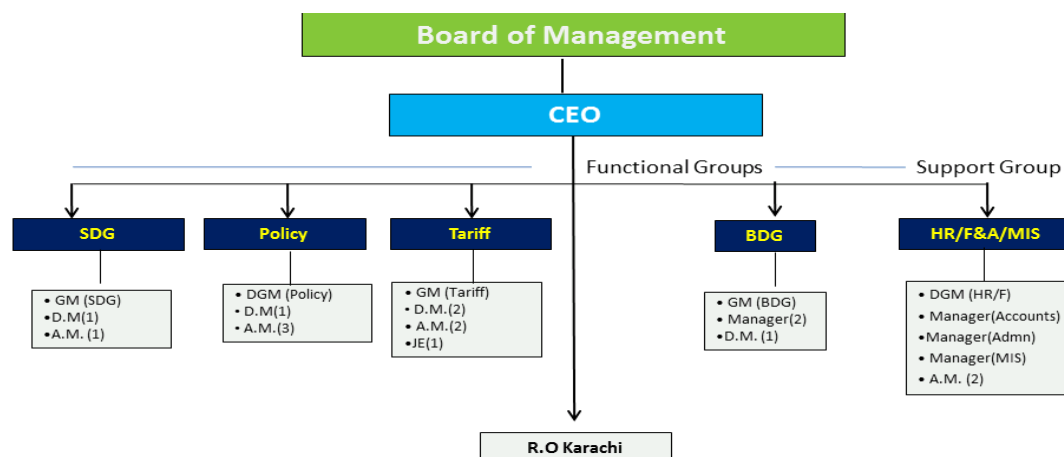 Board of Management
CEO
Functional Groups
Support Group
SDG
Policy
Tariff
BDG
HR/F&A/MIS
• GM (SDG)
• D.M(1)
• A.M. (1)
• DGM (Policy)
• D.M(1)
• A.M. (3)
• GM (Tariff)
• D.M.(2)
• A.M.(2)
•JE(1)
• GM (BDG)
• Manager(2)
•D.M. (1)
• DGM (HR/F)
• Manager(Accounts)
•Manager(Admn)
• Manager(MIS)
• A.M. (2)
R.O Karachi